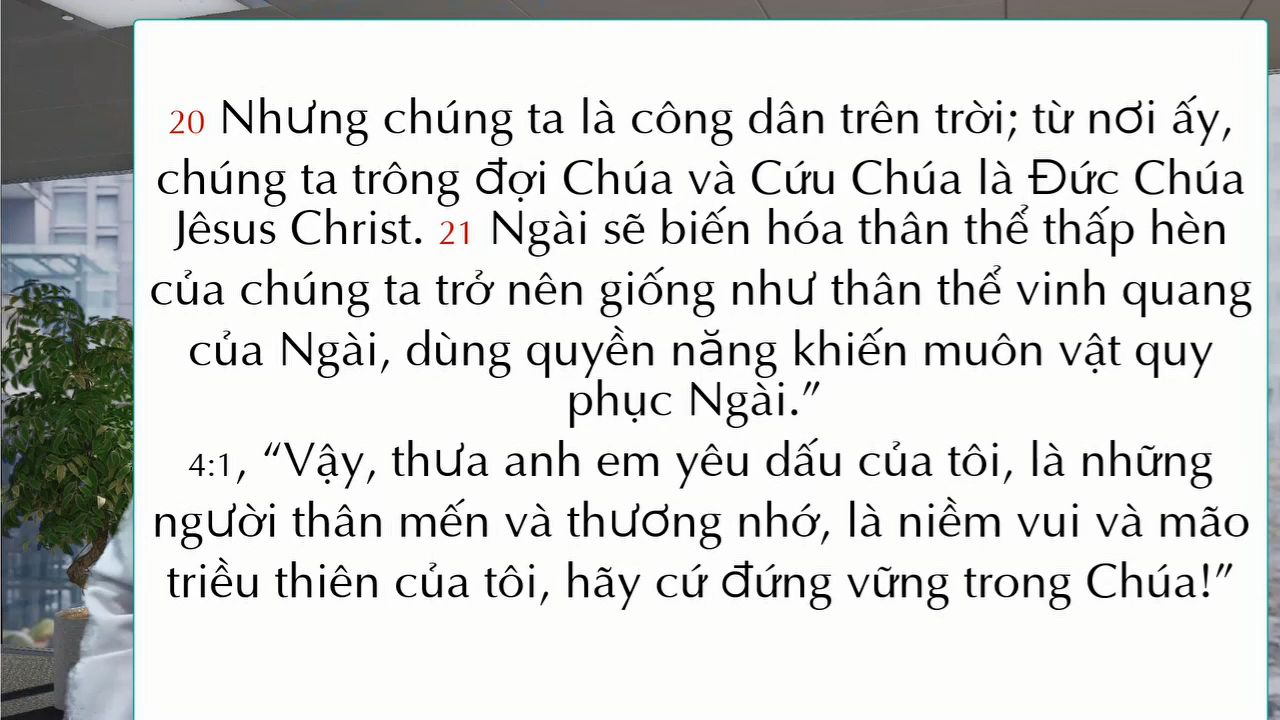 20 Nhưng chúng ta là công dân trên trời; từ nơi ấy,
chúng ta trông đợi Chúa và Cứu Chúa là Đức Chúa
Jêsus Christ. 21 Ngài sẽ biến hóa thân thể thấp hèn
của chúng ta trở nên giống như thân thể vinh quang
của Ngài, dùng quyền năng khiến muôn vật quy
phục Ngài.”
4:1, “Vậy, thưa anh em yêu dấu của tôi, là những
người thân mến và thương nhớ, là niềm vui và mão
triều thiên của tôi, hãy cứ đứng vững trong Chúa!”